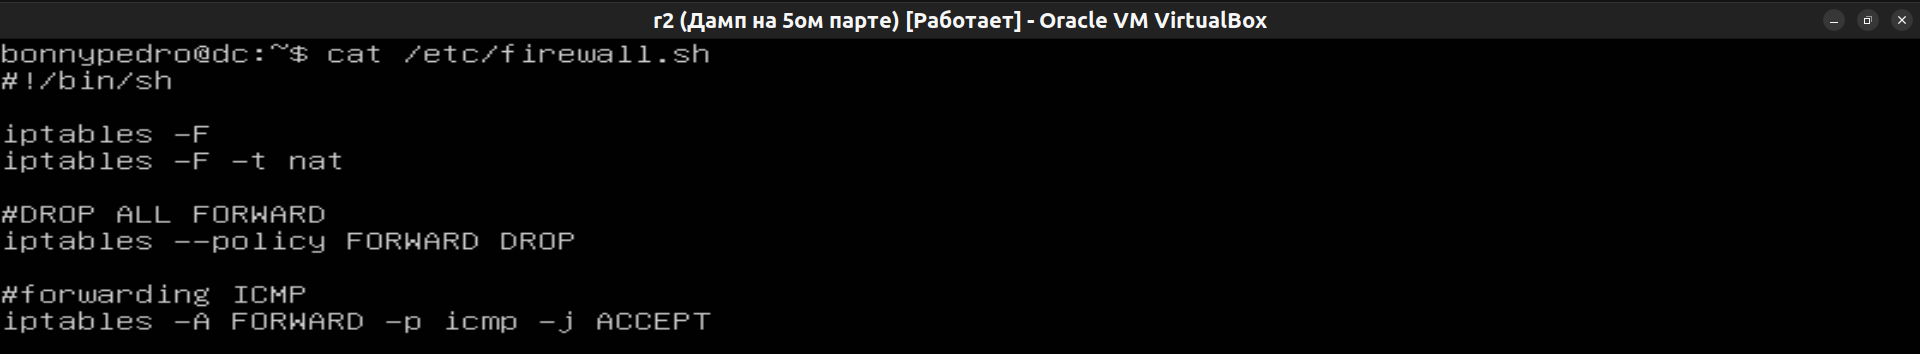 r2 (Дамп на 5ом парте) [Работает] - Oracle VM VirtualBox
bonnypedro@dc:~$ cat /etc/firewall.sh
#!/bin/sh
iptables -F
iptables -F -t nat
#DROP ALL FORWARD
iptables --policy FORWARD DROP
#forwarding ICMP
iptables -A FORWARD -p icmp -j ACCEPT